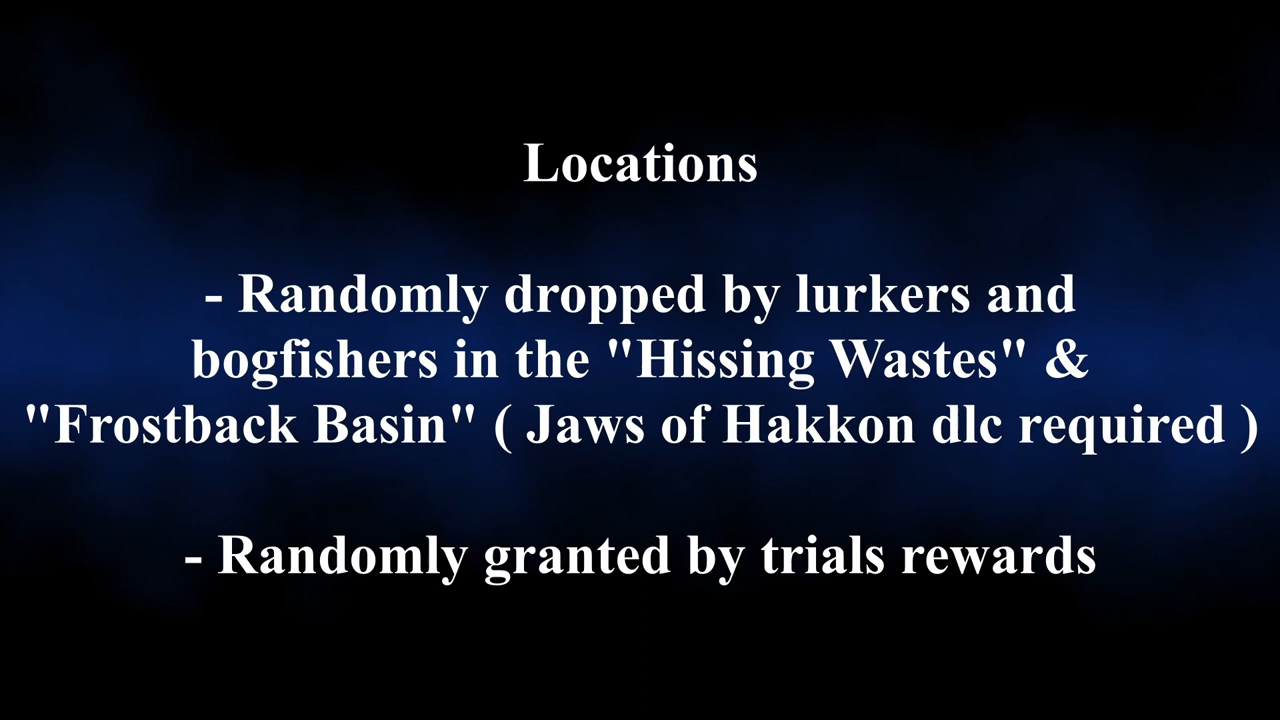 Locations
- Randomly dropped by lurkers and
bogfishers in the "Hissing Wastes" &
"Frostback Basin" ( Jaws of Hakkon dlc required )
- Randomly granted by trials rewards